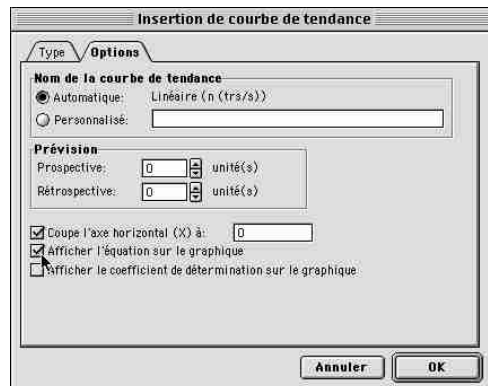 Insertion de courbe de tendance
Type Options
Nom de la courbe de tendance
Automatique: Linéaire (n (trs/s))
Personnalisé:
Prévision
Prospective: 0 unité(s)
Rétrospective: 0 unité(s)
Coupe l'axe horizontal (X) à: 0
Afficher l'équation sur le graphique
Afficher le coefficient de détermination sur le graphique
Annuler OK